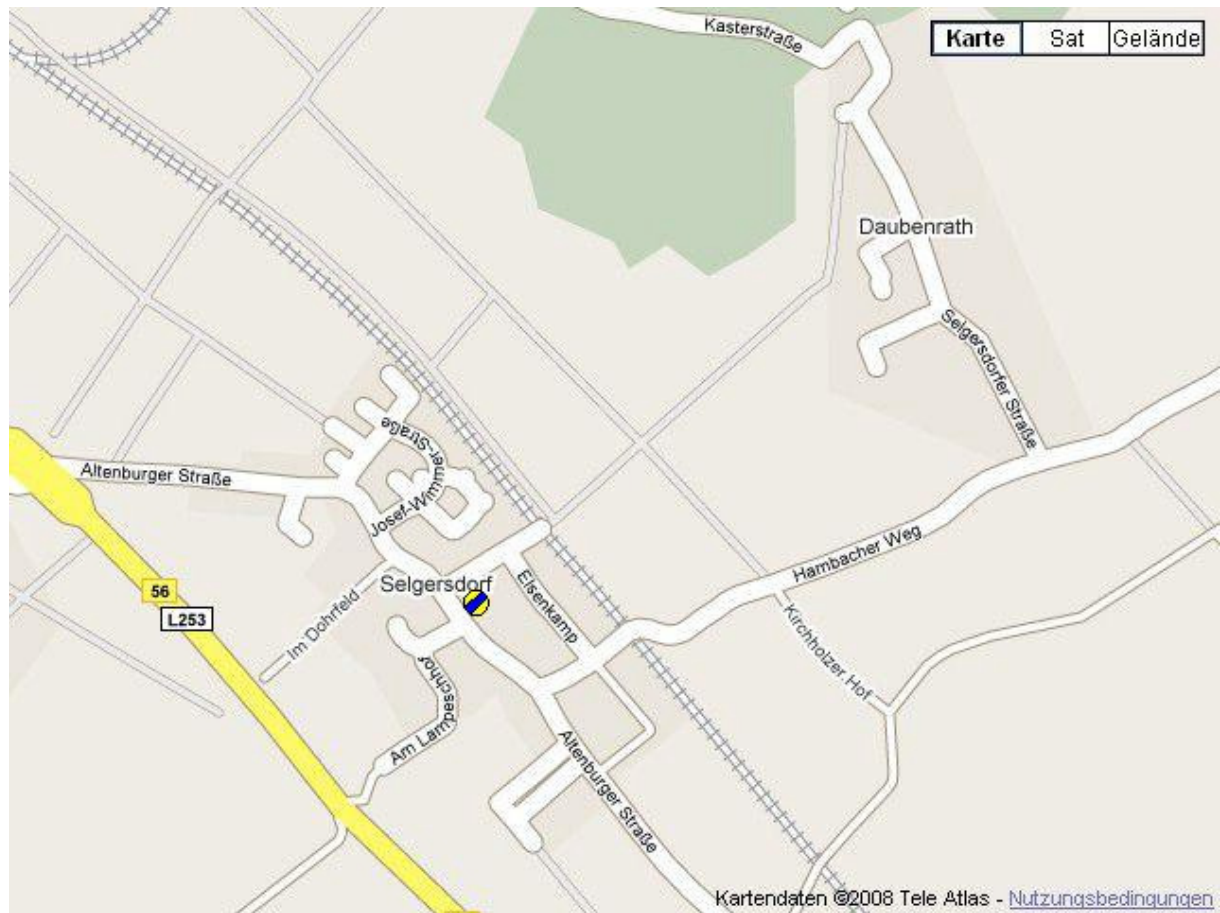 Kasterstraße
Karte Sat Gelände
Daubenrath
Selgersdorfer Straße
Altenburger Straße
Josef-Wimmer-Straße
Hambacher Weg
56
L253
Selgersdorf
Elsenkamp
Im Dohrfeld
Kirchholzer Hof
Am Lampeschhof
Altenburger Straße
Kartendaten ©2008 Tele Atlas - Nutzungsbedingungen